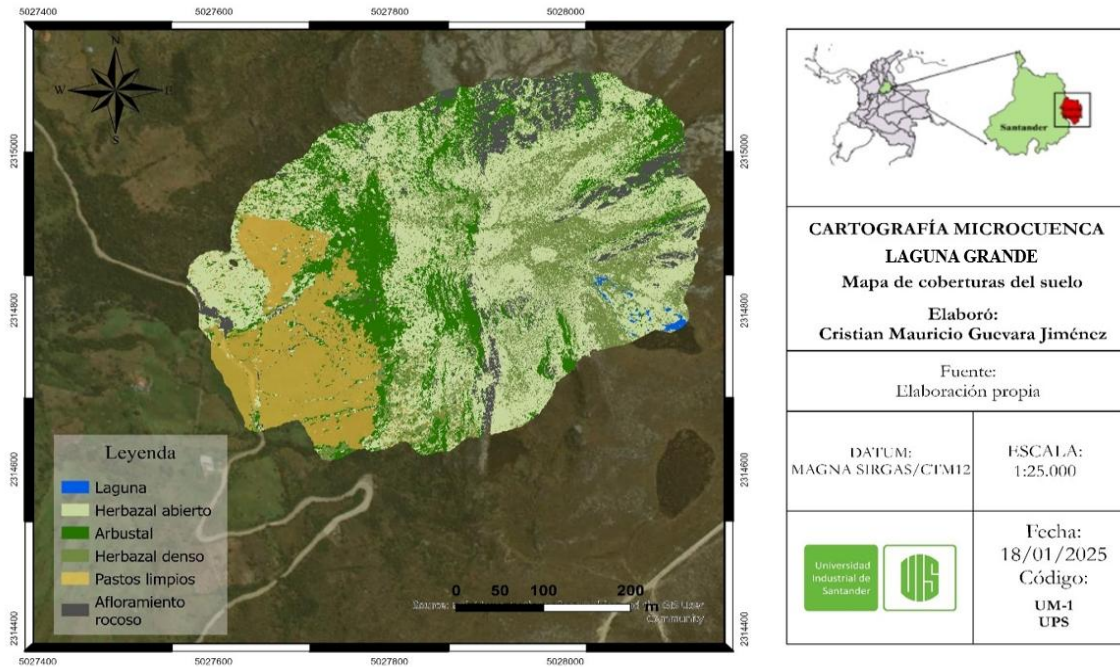 5027400 5027600 5027800 5028000
N
W E
S
2315000
2314800
2314600
2314400
2315000
2314800
2314600
2314400
Leyenda
Laguna
Herbazal abierto
Arbustal
Herbazal denso
Pastos limpios
Afloramiento
rocoso
0 50 100 200
m
Source:
GIS User
Community
5027400 5027600 5027800 5028000
Santander
CARTOGRAFÍA MICROCUENCA
LAGUNA GRANDE
Mapa de coberturas del suelo
Elaboró:
Cristian Mauricio Guevara Jiménez
Fuente:
Elaboración propia
DATUM:
MAGNA SIRGAS/CTM12
ESCALA:
1:25.000
Universidad
Industrial de
Santander
UIS
Fecha:
18/01/2025
Código:
UM-1
UPS